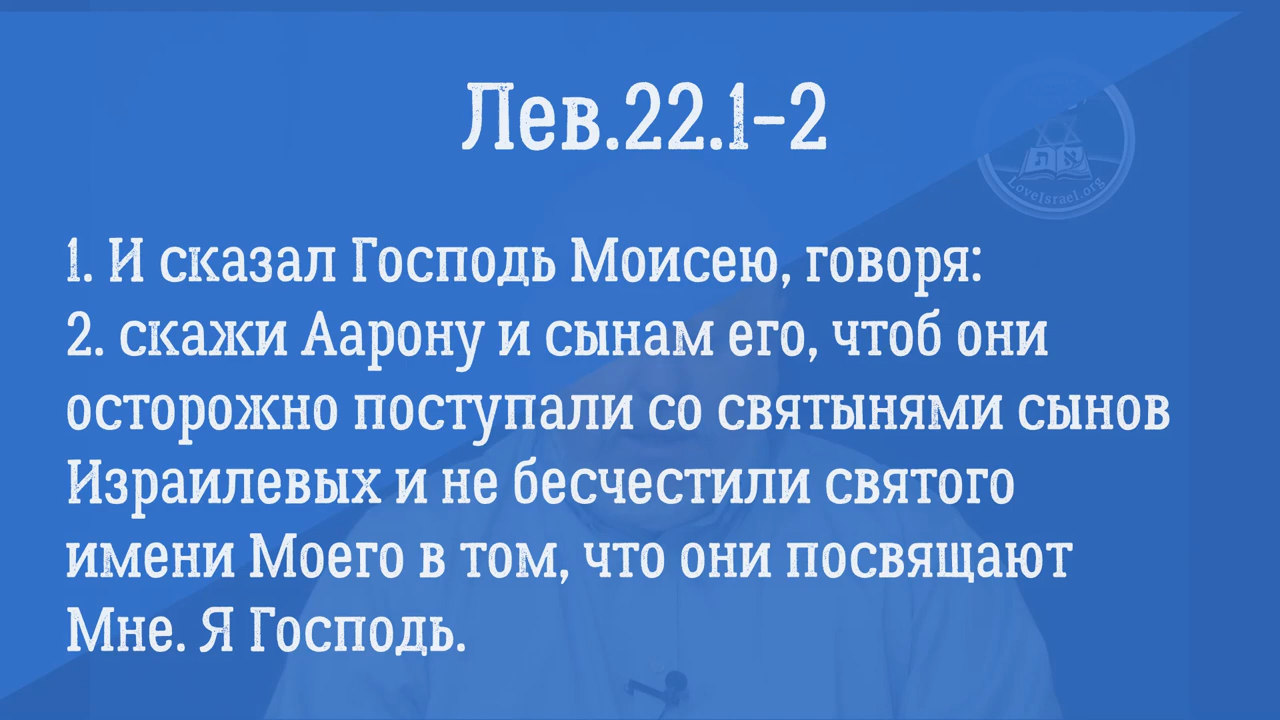 Лев.22.1-2
1. И сказал Господь Моисею, говоря:
2. скажи Аарону и сынам его, чтоб они
осторожно поступали со святынями сынов
Израилевых и не бесчестили святого
имени Моего в том, что они посвящают
Мне. Я Господь.
את
LoveIsrael.org